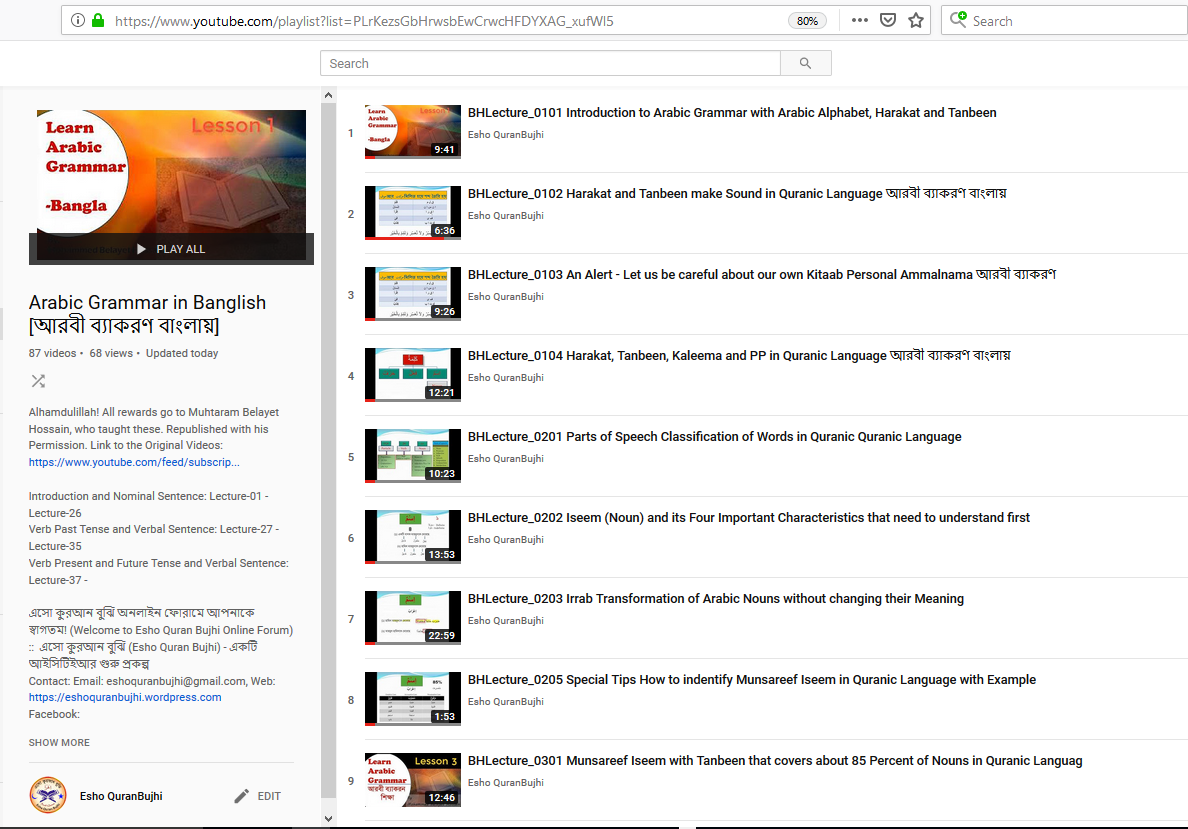 https://www.youtube.com/playlist?list=PLrKezsGbHrwsbEwCrwcHFDYXAG_xufWl5
80%
Search
Search
Learn
Arabic
Grammar
-Bangla
Lesson 1
PLAY ALL
Arabic Grammar in Banglish
[আরবী ব্যাকরণ বাংলায়]
87 videos • 68 views • Updated today
Alhamdulillah! All rewards go to Muhtaram Belayet
Hossain, who taught these. Republished with his
Permission. Link to the Original Videos:
https://www.youtube.com/feed/subscrip...
Introduction and Nominal Sentence: Lecture-01 -
Lecture-26
Verb Past Tense and Verbal Sentence: Lecture-27 -
Lecture-35
Verb Present and Future Tense and Verbal Sentence:
Lecture-37 -
এসো কুরআন বুঝি অনলাইন ফোরামে আপনাকে
স্বাগতম! (Welcome to Esho Quran Bujhi Online Forum)
:: এসো কুরআন বুঝি (Esho Quran Bujhi) - একটি
আইসিটিইআর গুরু প্রকল্প
Contact: Email: eshoquranbujhi@gmail.com, Web:
https://eshoquranbujhi.wordpress.com
Facebook:
SHOW MORE
Esho QuranBujhi
EDIT
1
Learn
Arabic
Grammar
-Bangla
Lesson 1
9:41
BHLecture_0101 Introduction to Arabic Grammar with Arabic Alphabet, Harakat and Tanbeen
Esho QuranBujhi
2
6:36
BHLecture_0102 Harakat and Tanbeen make Sound in Quranic Language আরবী ব্যাকরণ বাংলায়
Esho QuranBujhi
3
9:26
BHLecture_0103 An Alert - Let us be careful about our own Kitaab Personal Ammalnama আরবী ব্যাকরণ
Esho QuranBujhi
4
12:21
BHLecture_0104 Harakat, Tanbeen, Kaleema and PP in Quranic Language আরবী ব্যাকরণ বাংলায়
Esho QuranBujhi
5
10:23
BHLecture_0201 Parts of Speech Classification of Words in Quranic Quranic Language
Esho QuranBujhi
6
13:53
BHLecture_0202 Iseem (Noun) and its Four Important Characteristics that need to understand first
Esho QuranBujhi
7
22:59
BHLecture_0203 Irrab Transformation of Arabic Nouns without changing their Meaning
Esho QuranBujhi
8
85%
1:53
BHLecture_0205 Special Tips How to indentify Munsareef Iseem in Quranic Language with Example
Esho QuranBujhi
9
Learn
Arabic
Grammar
আরবী ব্যাকরন
শিক্ষা
Lesson 3
12:46
BHLecture_0301 Munsareef Iseem with Tanbeen that covers about 85 Percent of Nouns in Quranic Languag
Esho QuranBujhi